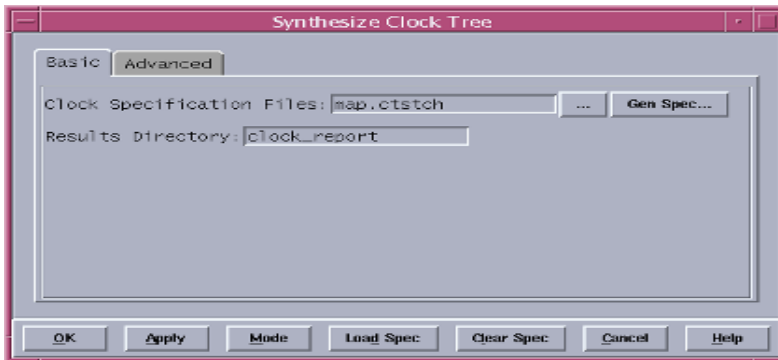 Synthesize Clock Tree
Basic Advanced
Clock Specification Files: map.ctstch ... Gen Spec...
Results Directory: clock_report
OK Apply Mode Load Spec Clear Spec Cancel Help